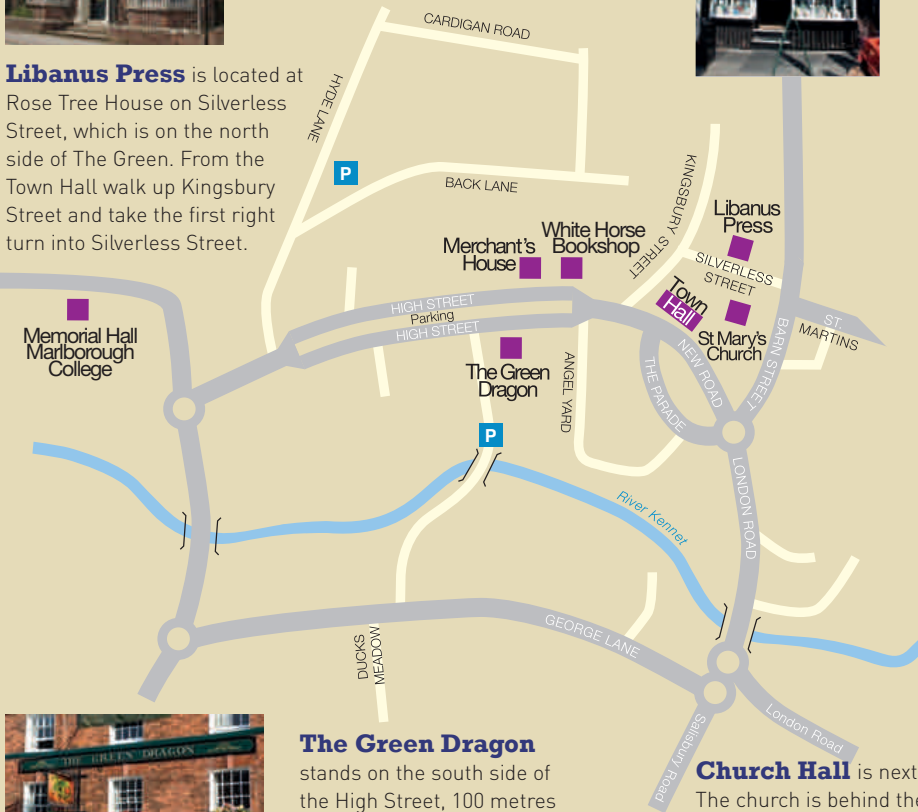 CARDIGAN ROAD
Libanus Press is located at
Rose Tree House on Silverless
Street, which is on the north
side of The Green. From the
Town Hall walk up Kingsbury
Street and take the first right
turn into Silverless Street.
HYDE LANE
P
BACK LANE
KINGSBURY STREET
Libanus
Press
White Horse
Bookshop
Merchant's
House
SILVERLESS
STREET
Town
Hall
St Mary's
Church
HIGH STREET
Parking
HIGH STREET
Memorial Hall
Marlborough
College
The Green
Dragon
ANGEL YARD
THE PARADE
NEW ROAD
BARN STREET
ST.
MARTINS
P
River Kennet
LONDON ROAD
GEORGE LANE
DUCKS
MEADOW
Salisbury Road
London Road
THE GREEN DRAGON
The Green Dragon
stands on the south side of
the High Street, 100 metres
Church Hall is next
The church is behind th